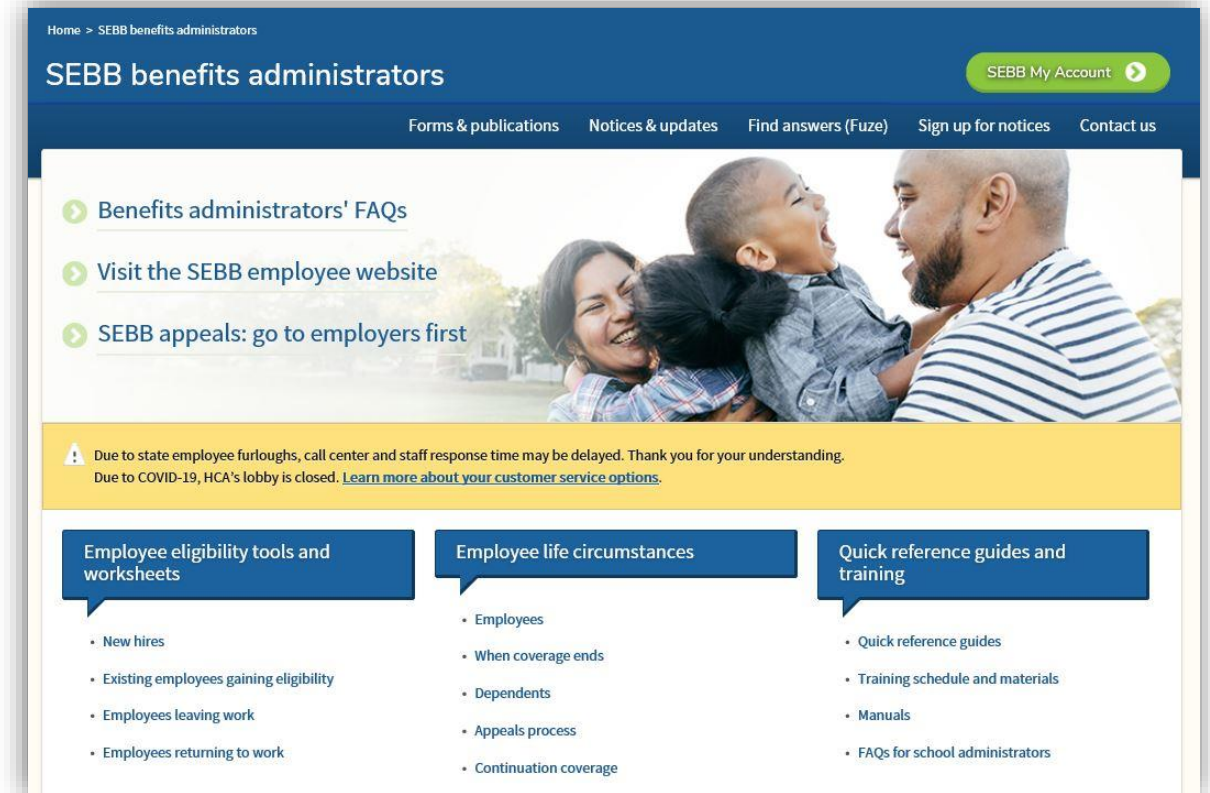 Home > SEBB benefits administrators
SEBB benefits administrators
SEBB My Account
Forms & publications Notices & updates Find answers (Fuze) Sign up for notices Contact us
Benefits administrators' FAQs
Visit the SEBB employee website
SEBB appeals: go to employers first
Due to state employee furloughs, call center and staff response time may be delayed. Thank you for your understanding.
Due to COVID-19, HCA's lobby is closed. Learn more about your customer service options.
Employee eligibility tools and
worksheets
• New hires
• Existing employees gaining eligibility
• Employees leaving work
• Employees returning to work
Employee life circumstances
• Employees
• When coverage ends
• Dependents
• Appeals process
• Continuation coverage
Quick reference guides and
training
• Quick reference guides
• Training schedule and materials
• Manuals
• FAQs for school administrators